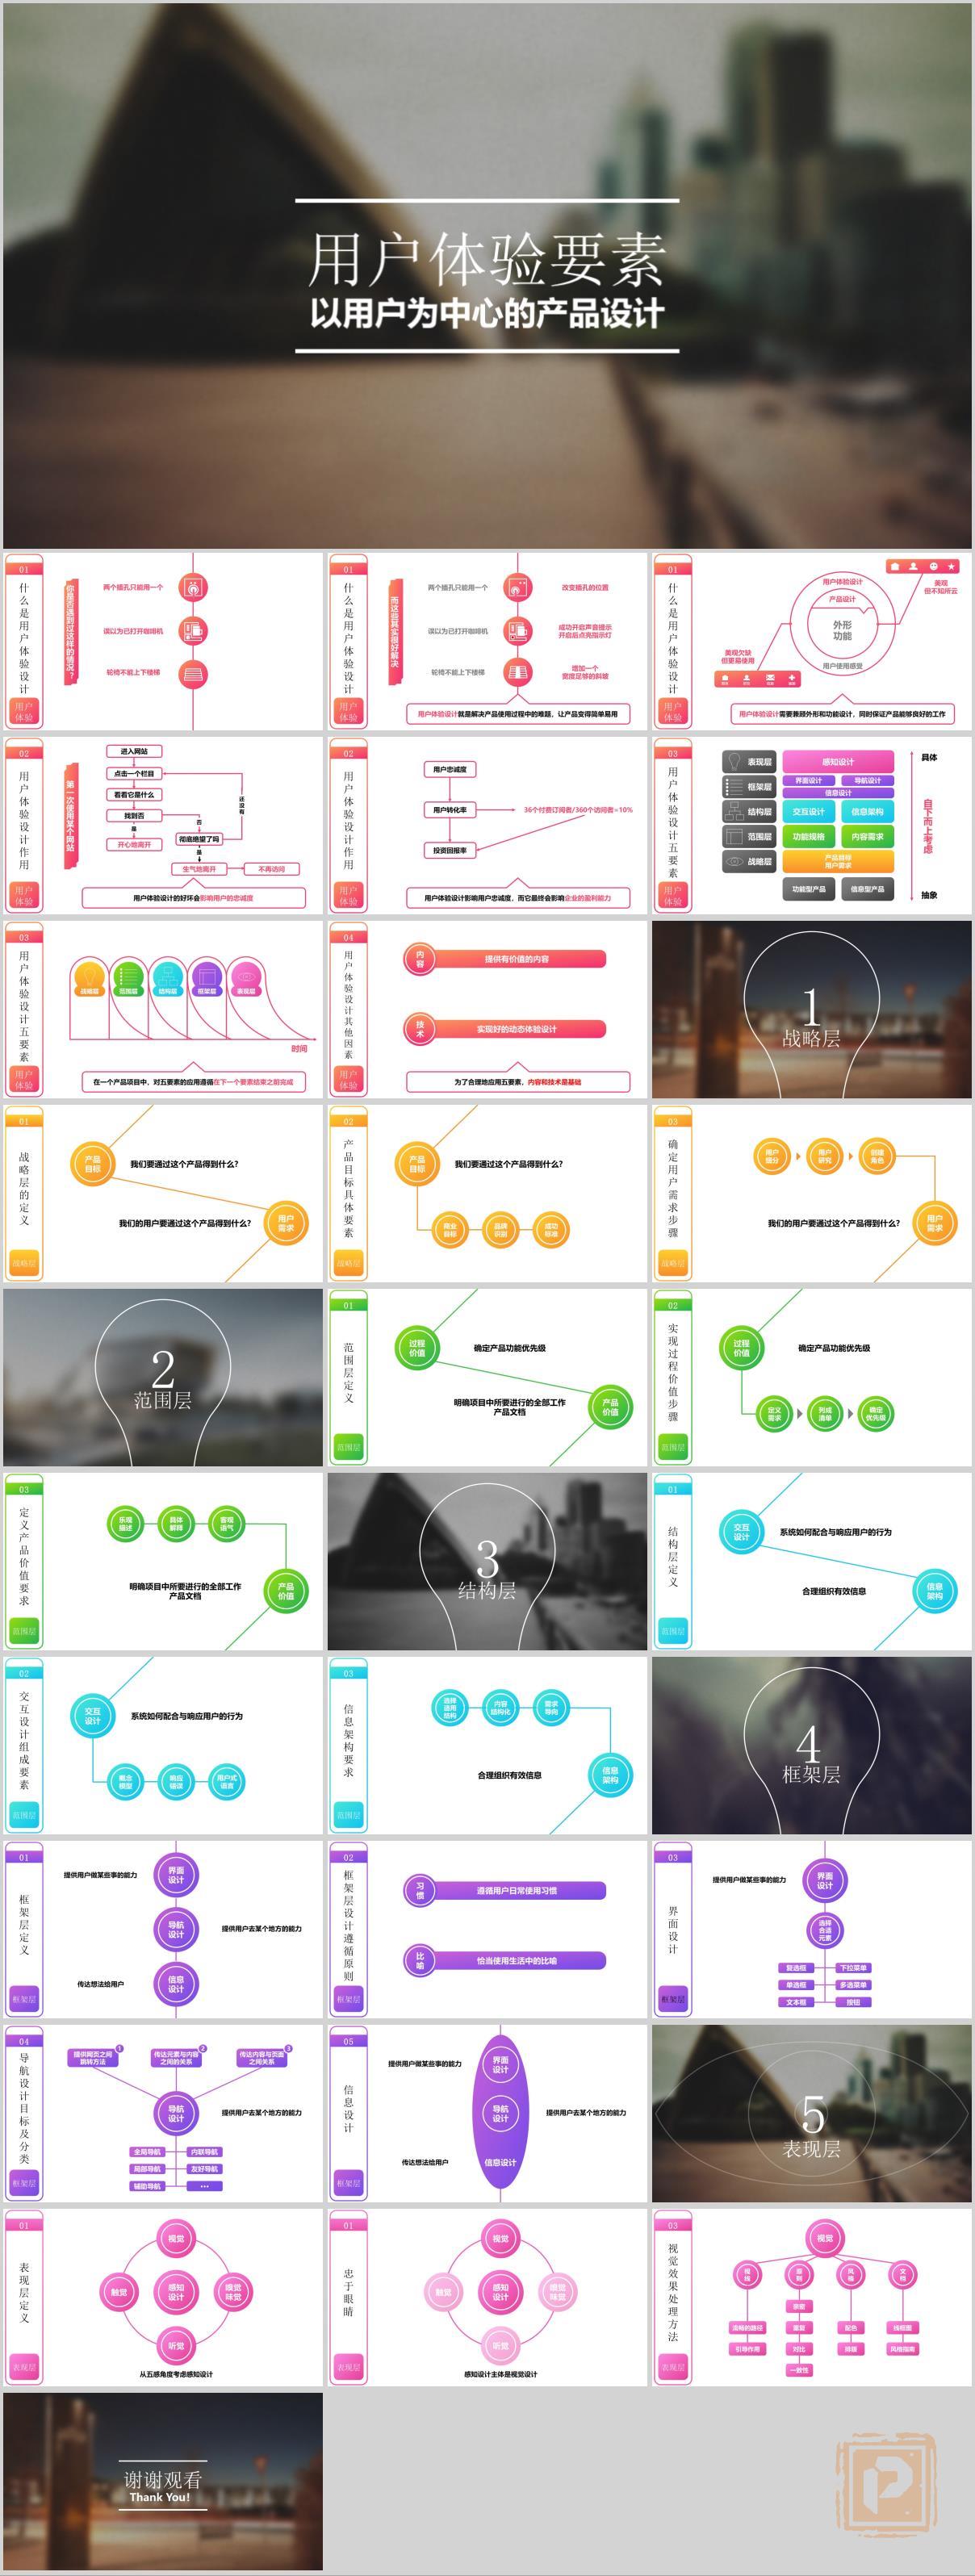 用户体验要素
以用户为中心的产品设计
01
什么是用户体验设计
用户
体验
你是否遇到过这样的情况?
两个插孔只能用一个
误以为已打开咖啡机
轮椅不能上下楼梯
01
什么是用户体验设计
用户
体验
而这些其实很好解决
两个插孔只能用一个
改变插孔的位置
误以为已打开咖啡机
成功开启声音提示
开启后点亮指示灯
轮椅不能上下楼梯
增加一个
宽度足够的斜坡
用户体验设计就是解决产品使用过程中的难题，让产品变得简单易用
01
什么是用户体验设计
用户
体验
用户体验设计
产品设计
外形
功能
用户使用感受
美观
但不知所云
美观欠缺
但更易使用
用户体验设计需要兼顾外形和功能设计，同时保证产品能够良好的工作
02
用户体验设计作用
用户
体验
第一次使用某个网站
进入网站
点击一个栏目
看看它是什么
找到否
是
否
还没有
开心地离开
彻底绝望了吗
是
生气地离开
不再访问
用户体验设计的好坏会影响用户的忠诚度
02
用户体验设计作用
用户
体验
用户忠诚度
用户转化率
36个付费订阅者/360个访问者=10%
投资回报率
用户体验设计影响用户忠诚度，而它最终会影响企业的盈利能力
03
用户体验设计五要素
用户
体验
表现层
感知设计
框架层
界面设计
导航设计
信息设计
结构层
交互设计
信息架构
范围层
功能规格
内容需求
战略层
产品目标
用户需求
功能型产品
信息型产品
具体
自下而上考虑
抽象
03
用户体验设计五要素
用户
体验
战略层
范围层
结构层
框架层
表现层
时间
在一个产品项目中，对五要素的应用遵循在下一个要素结束之前完成
04
用户体验设计其他因素
用户
体验
内容
提供有价值的内容
技术
实现好的动态体验设计
为了合理地应用五要素，内容和技术是基础
1
战略层
01
战略层的定义
战略层
产品
目标
我们要通过这个产品得到什么?
我们的用户要通过这个产品得到什么?
用户
需求
02
产品目标具体要素
战略层
产品
目标
我们要通过这个产品得到什么?
商业
目标
品牌
识别
成功
标准
03
确定用户需求步骤
战略层
用户
细分
用户
研究
创建
角色
我们的用户要通过这个产品得到什么?
用户
需求
2
范围层
01
范围层定义
范围层
过程
价值
确定产品功能优先级
明确项目中所要进行的全部工作
产品文档
产品
价值
02
实现过程价值步骤
范围层
过程
价值
确定产品功能优先级
定义
需求
列成
清单
确定
优先级
03
定义产品价值要求
范围层
乐观
描述
具体
解释
客观
语气
明确项目中所要进行的全部工作
产品文档
产品
价值
3
结构层
01
结构层定义
范围层
交互
设计
系统如何配合与响应用户的行为
合理组织有效信息
信息
架构
02
交互设计组成要素
范围层
交互
设计
系统如何配合与响应用户的行为
概念
模型
响应
错误
用户式
语言
03
信息架构要求
范围层
选择
适用
结构
内容
结构化
需求
导向
合理组织有效信息
信息
架构
4
框架层
01
框架层定义
框架层
提供用户做某些事的能力
界面
设计
导航
设计
提供用户去某个地方的能力
传达想法给用户
信息
设计
02
框架层设计遵循原则
框架层
习惯
遵循用户日常使用习惯
比喻
恰当使用生活中的比喻
03
界面设计
框架层
提供用户做某些事的能力
界面
设计
选择
合适
元素
复选框
下拉菜单
单选框
多选菜单
文本框
按钮
04
导航设计目标及分类
框架层
提供网页之间
跳转方法
1
传达元素与内容
之间的关系
2
传达内容与页面
之间关系
3
导航
设计
提供用户去某个地方的能力
全局导航
内联导航
局部导航
友好导航
辅助导航
...
05
信息设计
框架层
提供用户做某些事的能力
界面
设计
导航
设计
提供用户去某个地方的能力
传达想法给用户
信息设计
5
表现层
01
表现层定义
表现层
视觉
触觉
感知
设计
嗅觉
味觉
听觉
从五感角度考虑感知设计
01
忠于眼睛
表现层
视觉
触觉
感知
设计
嗅觉
味觉
听觉
感知设计主体是视觉设计
03
视觉效果处理方法
表现层
视觉
风格
文档
重复
对比
一致性
流畅的路径
引导作用
配色
排版
线框图
风格指南
谢谢观看
Thank You!